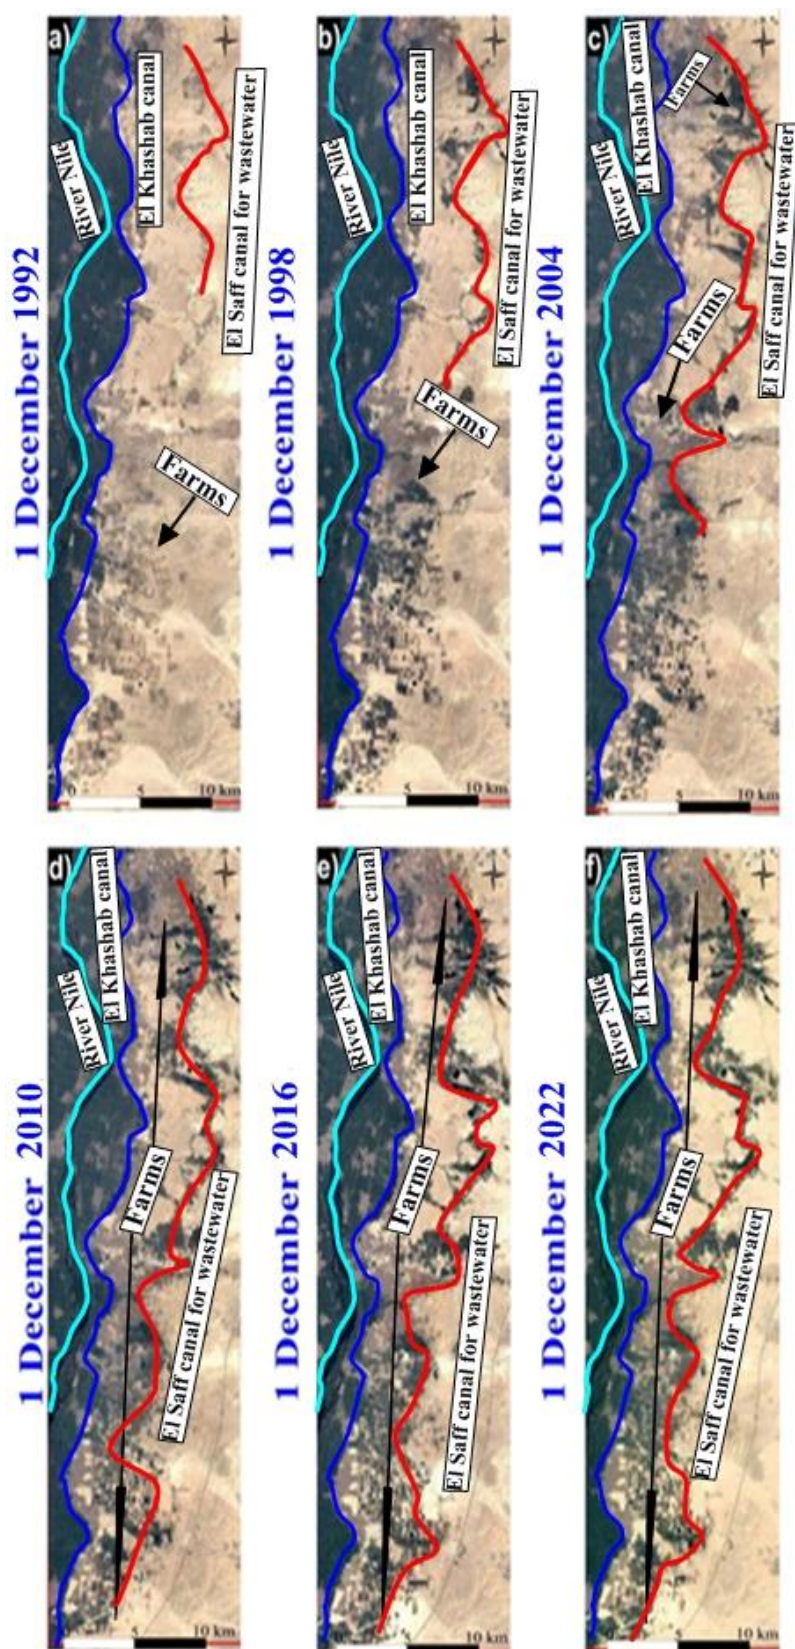 1 December 1992
a)
River Nile
El Khashab canal
El Saff canal for wastewater
Farms
0 5 10 km
1 December 1998
b)
River Nile
El Khashab canal
El Saff canal for wastewater
Farms
0 5 10 km
1 December 2004
c)
River Nile
El Khashab canal
Farms
El Saff canal for wastewater
Farms
0 5 10 km
1 December 2010
d)
River Nile
El Khashab canal
Farms
El Saff canal for wastewater
0 5 10 km
1 December 2016
e)
River Nile
El Khashab canal
Farms
El Saff canal for wastewater
0 5 10 km
1 December 2022
f)
River Nile
El Khashab canal
Farms
El Saff canal for wastewater
0 5 10 km